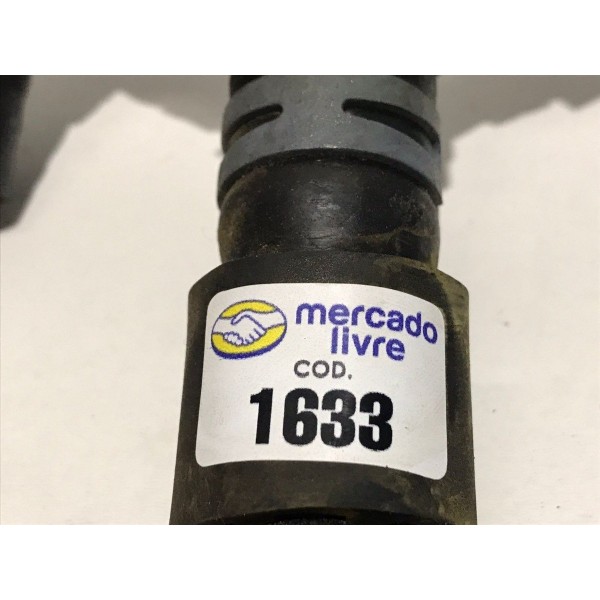 mercado
livre
COD.
1633